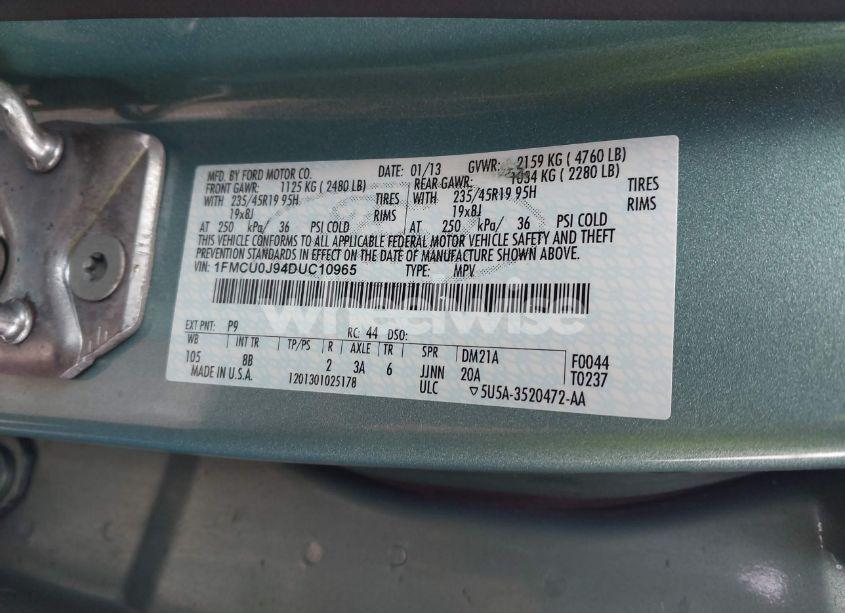 MFD. BY FORD MOTOR CO. DATE: 01/13 GVWR: 2159 KG ( 4760 LB)
FRONT GAWR: 1125 KG ( 2480 LB) REAR GAWR: 1034 KG ( 2280 LB)
WITH 235/45R19 95H TIRES WITH 235/45R19 95H TIRES
19x8J RIMS 19x8J RIMS
AT 250 kPa/ 36 PSI COLD AT 250 kPa/ 36 PSI COLD
THIS VEHICLE CONFORMS TO ALL APPLICABLE FEDERAL MOTOR VEHICLE SAFETY AND THEFT
PREVENTION STANDARDS IN EFFECT ON THE DATE OF MANUFACTURE SHOWN ABOVE.
VIN: 1FMCU0J94DUC10965 TYPE: MPV
wheelwise
EXT PNT: P9 RC: 44 DSO:
WB INT TR TP/PS R AXLE TR SPR DM21A F0044
105 8B 2 3A 6 JJNN 20A T0237
MADE IN U.S.A. 1201301025178 ULC ▽5U5A-3520472-AA